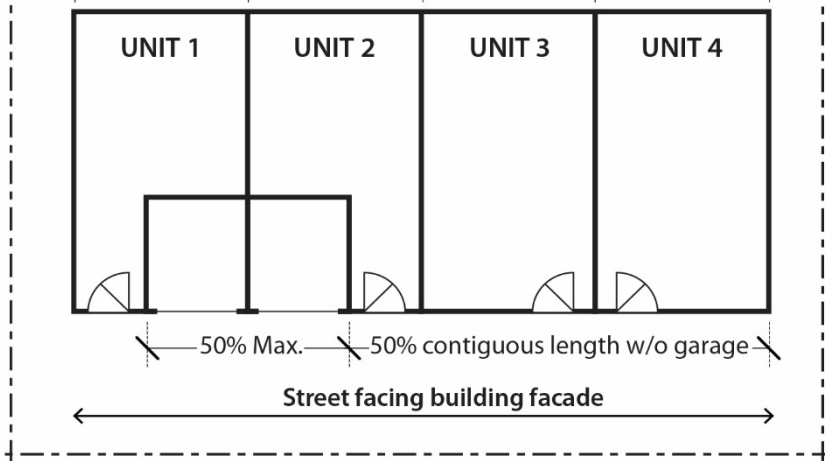 UNIT 1 UNIT 2 UNIT 3 UNIT 4
50% Max. 50% contiguous length w/o garage
Street facing building facade